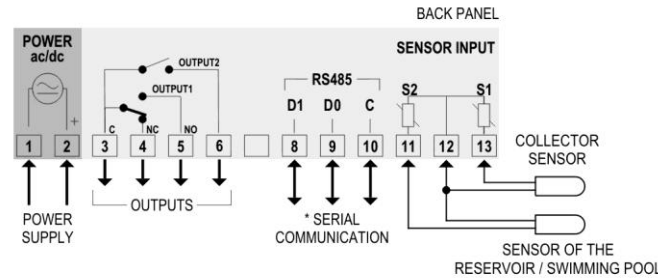 BACK PANEL
POWER
ac/dc
SENSOR INPUT
OUTPUT2
OUTPUT1
RS485
D1 D0 C
S2 S1
+
C NC NO
1 2 3 4 5 6 8 9 10 11 12 13
COLLECTOR
SENSOR
POWER
SUPPLY
OUTPUTS
* SERIAL
COMMUNICATION
SENSOR OF THE
RESERVOIR / SWIMMING POOL